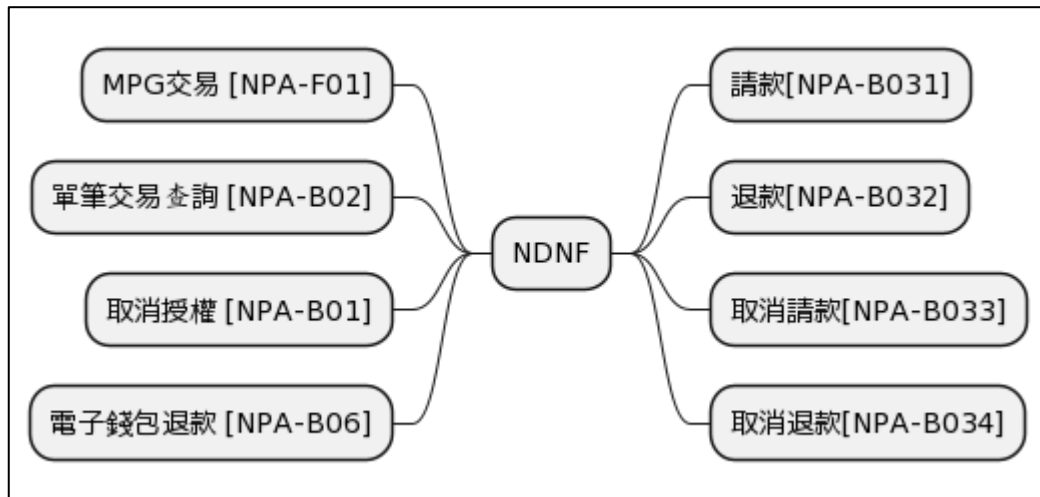 MPG交易 [NPA-F01]
單筆交易查詢 [NPA-B02]
取消授權 [NPA-B01]
電子錢包退款 [NPA-B06]
NDNF
請款[NPA-B031]
退款[NPA-B032]
取消請款[NPA-B033]
取消退款[NPA-B034]